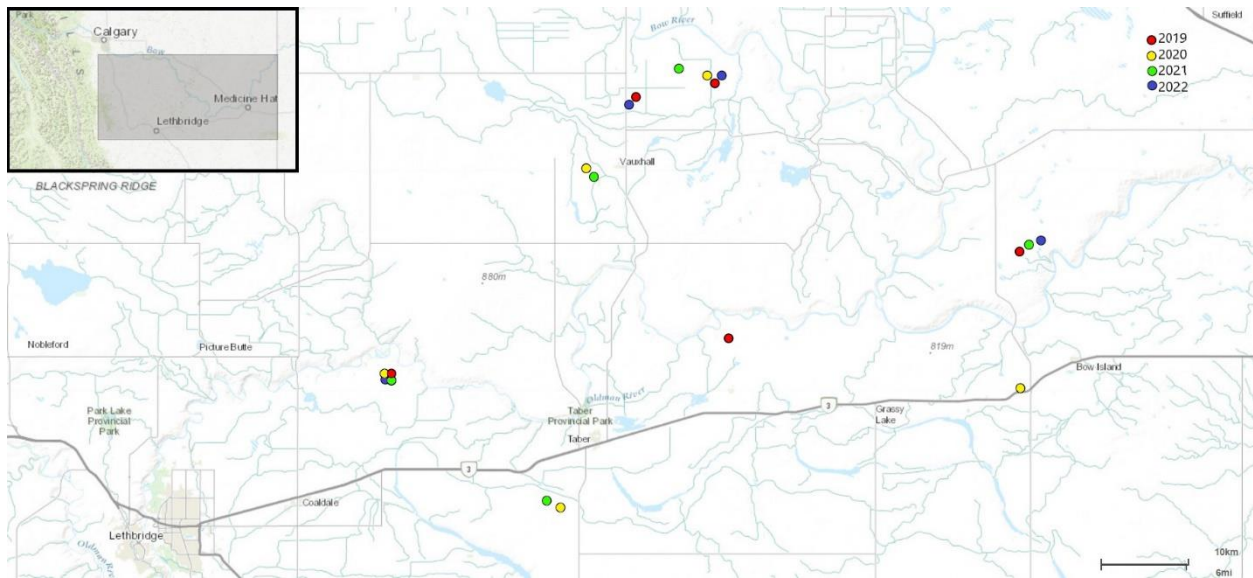 Park
Calgary
Bow
L
S
Medicine Hat
Lethbridge
Bow River
Suffield
2019
2020
2021
2022
Vauxhall
BLACKSPRING RIDGE
880m
Nobleford
Picture Butte
819m
Bow Island
Park Lake
Provincial
Park
Oldman River
Taber
Provincial Park
Taber
3
Grassy
Lake
3
Coaldale
Lethbridge
Oldman
10km
6mi